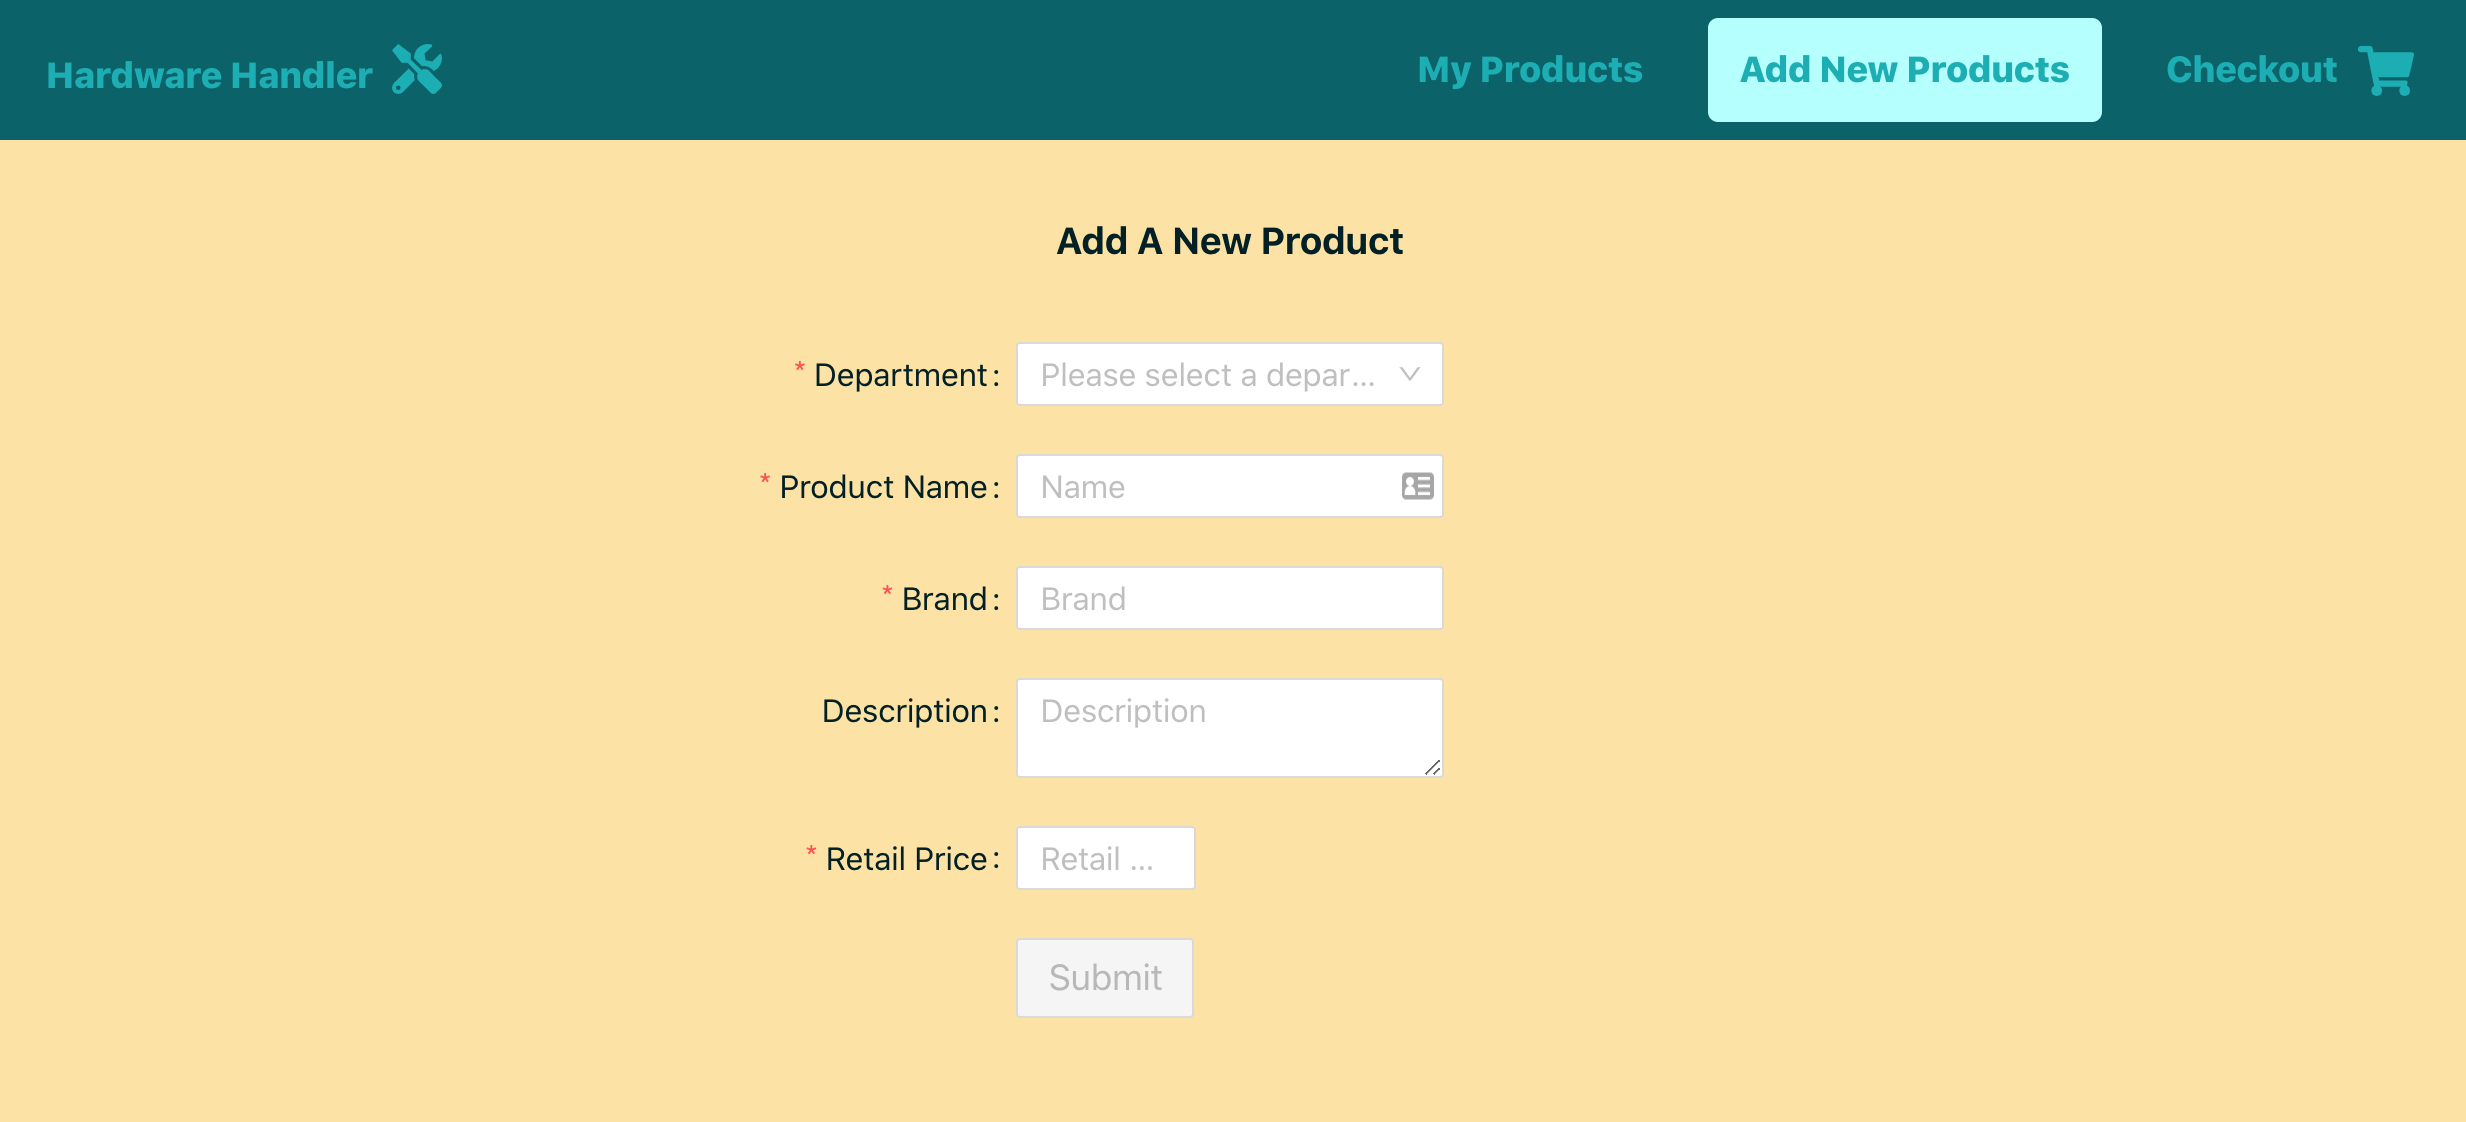 Hardware Handler
My Products
Add New Products
Checkout
Add A New Product
* Department:
Please select a depar...
* Product Name:
Name
* Brand:
Brand
Description:
Description
* Retail Price:
Retail ...
Submit